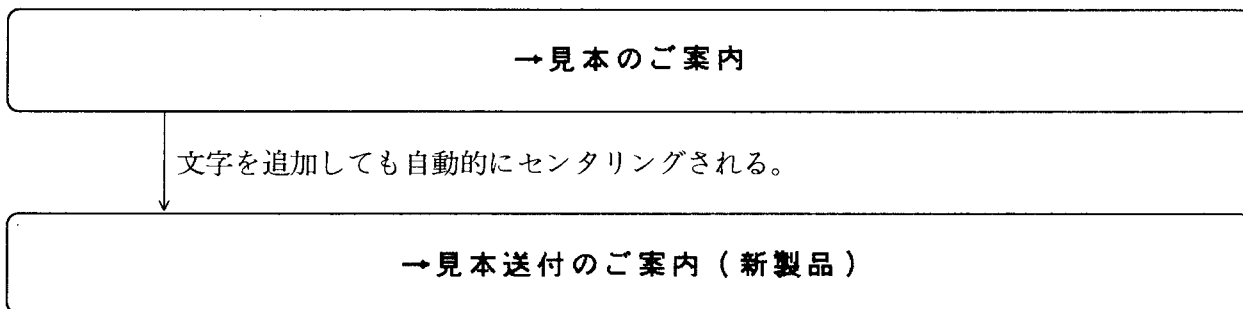 →見本のご案内
文字を追加しても自動的にセンタリングされる。
→見本送付のご案内(新製品)